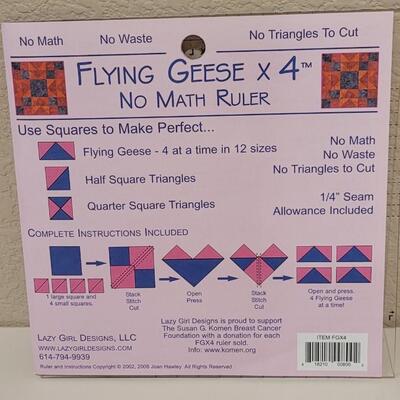 No Math No Waste No Triangles To Cut
FLYING GEESE X 4™
NO MATH RULER
Use Squares to Make Perfect...
Flying Geese - 4 at a time in 12 sizes
Half Square Triangles
Quarter Square Triangles
No Math
No Waste
No Triangles to Cut
1/4" Seam
Allowance Included
COMPLETE INSTRUCTIONS INCLUDED
1 large square and
4 small squares.
Stack
Stitch
Cut
Open
Press
Stack
Stitch
Cut
Open and press.
4 Flying Geese
at a time!
LAZY GIRL DESIGNS, LLC
WWW.LAZYGIRLDESIGNS.COM
614-794-9939
Lazy Girl Designs is proud to support
The Susan G. Komen Breast Cancer
Foundation with a donation for each
FGX4 ruler sold.
Info: www.komen.org
ITEM FGX4
Ruler and Instructions Copyright © 2002, 2008 Joan Hawley All Rights Reserved